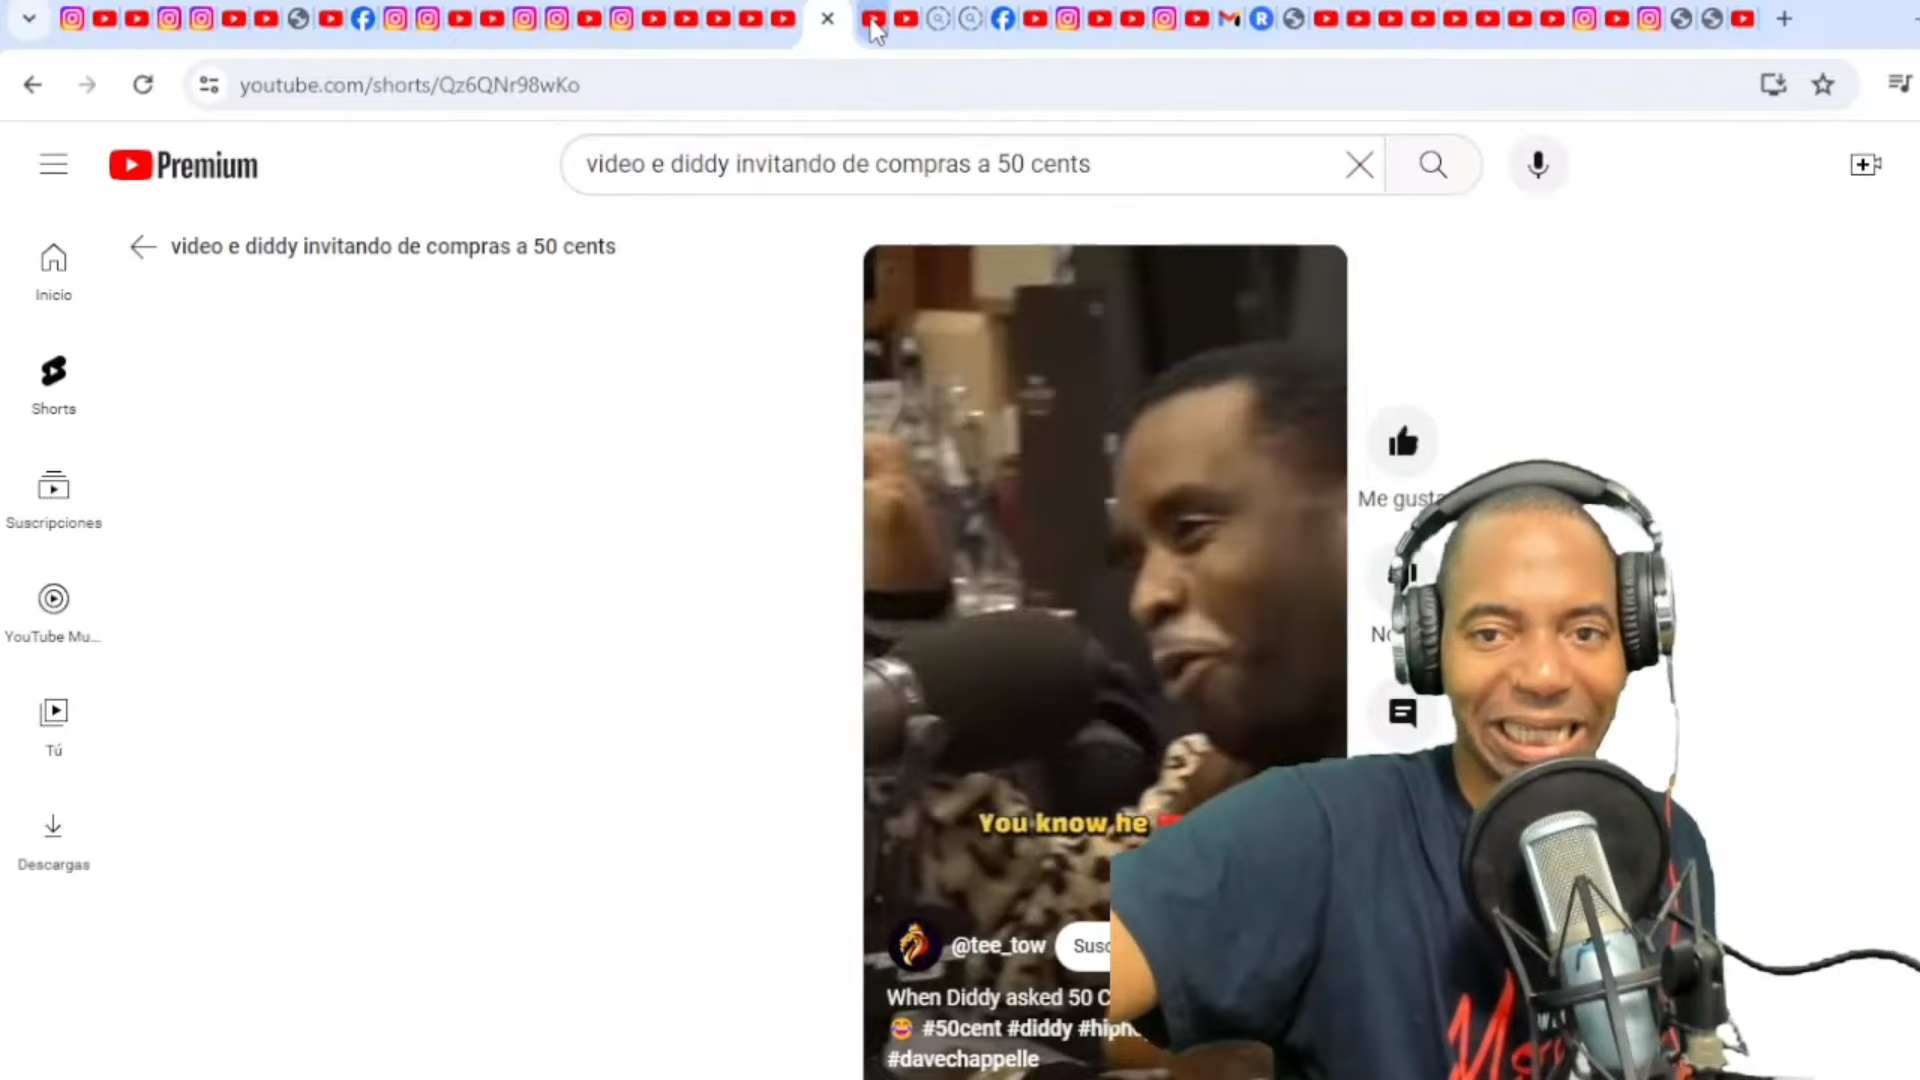 youtube.com/shorts/Qz6QNr98wKo
Premium
video e diddy invitando de compras a 50 cents
video e diddy invitando de compras a 50 cents
Inicio
Shorts
Suscripciones
YouTube Mu...
Tú
Descargas
Me gusta
You know he
@tee_tow
Susc
When Diddy asked 50 C
😂 #50cent #diddy #hipho
#davechappelle